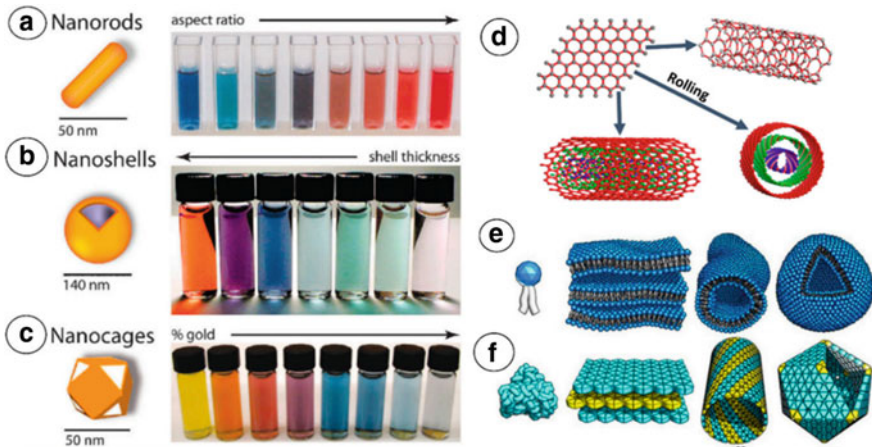 a Nanorods
50 nm
aspect ratio
b Nanoshells
140 nm
shell thickness
c Nanocages
50 nm
% gold
d
Rolling
e
f